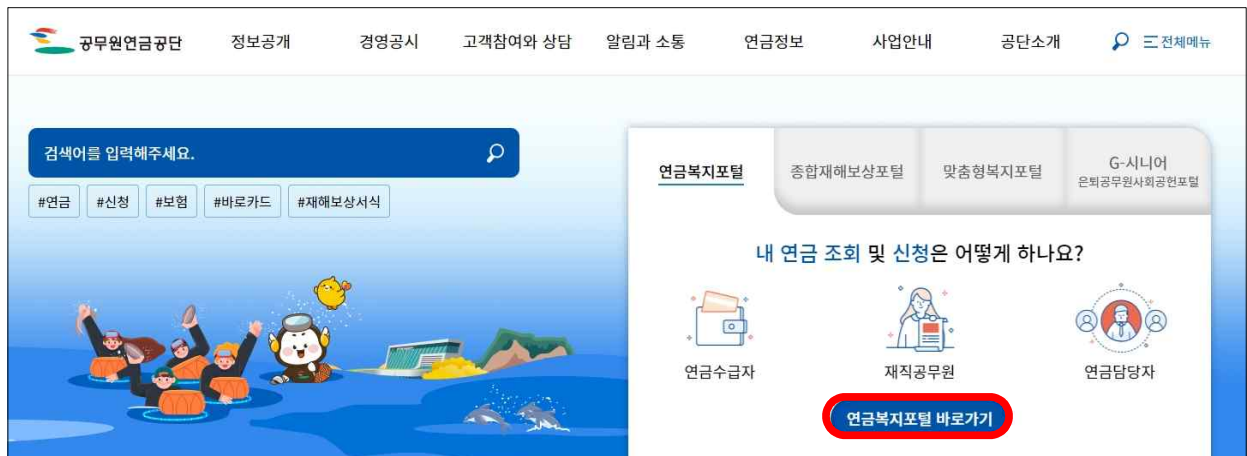 공무원연금공단 정보공개 경영공시 고객참여와 상담 알림과 소통 연금정보 사업안내 공단소개 전체메뉴
검색어를 입력해주세요.
#연금 #신청 #보험 #바로카드 #재해보상서식
연금복지포털 종합재해보상포털 맞춤형복지포털 G-시니어
은퇴공무원사회공헌포털
내 연금 조회 및 신청은 어떻게 하나요?
연금수급자 재직공무원 연금담당자
연금복지포털 바로가기